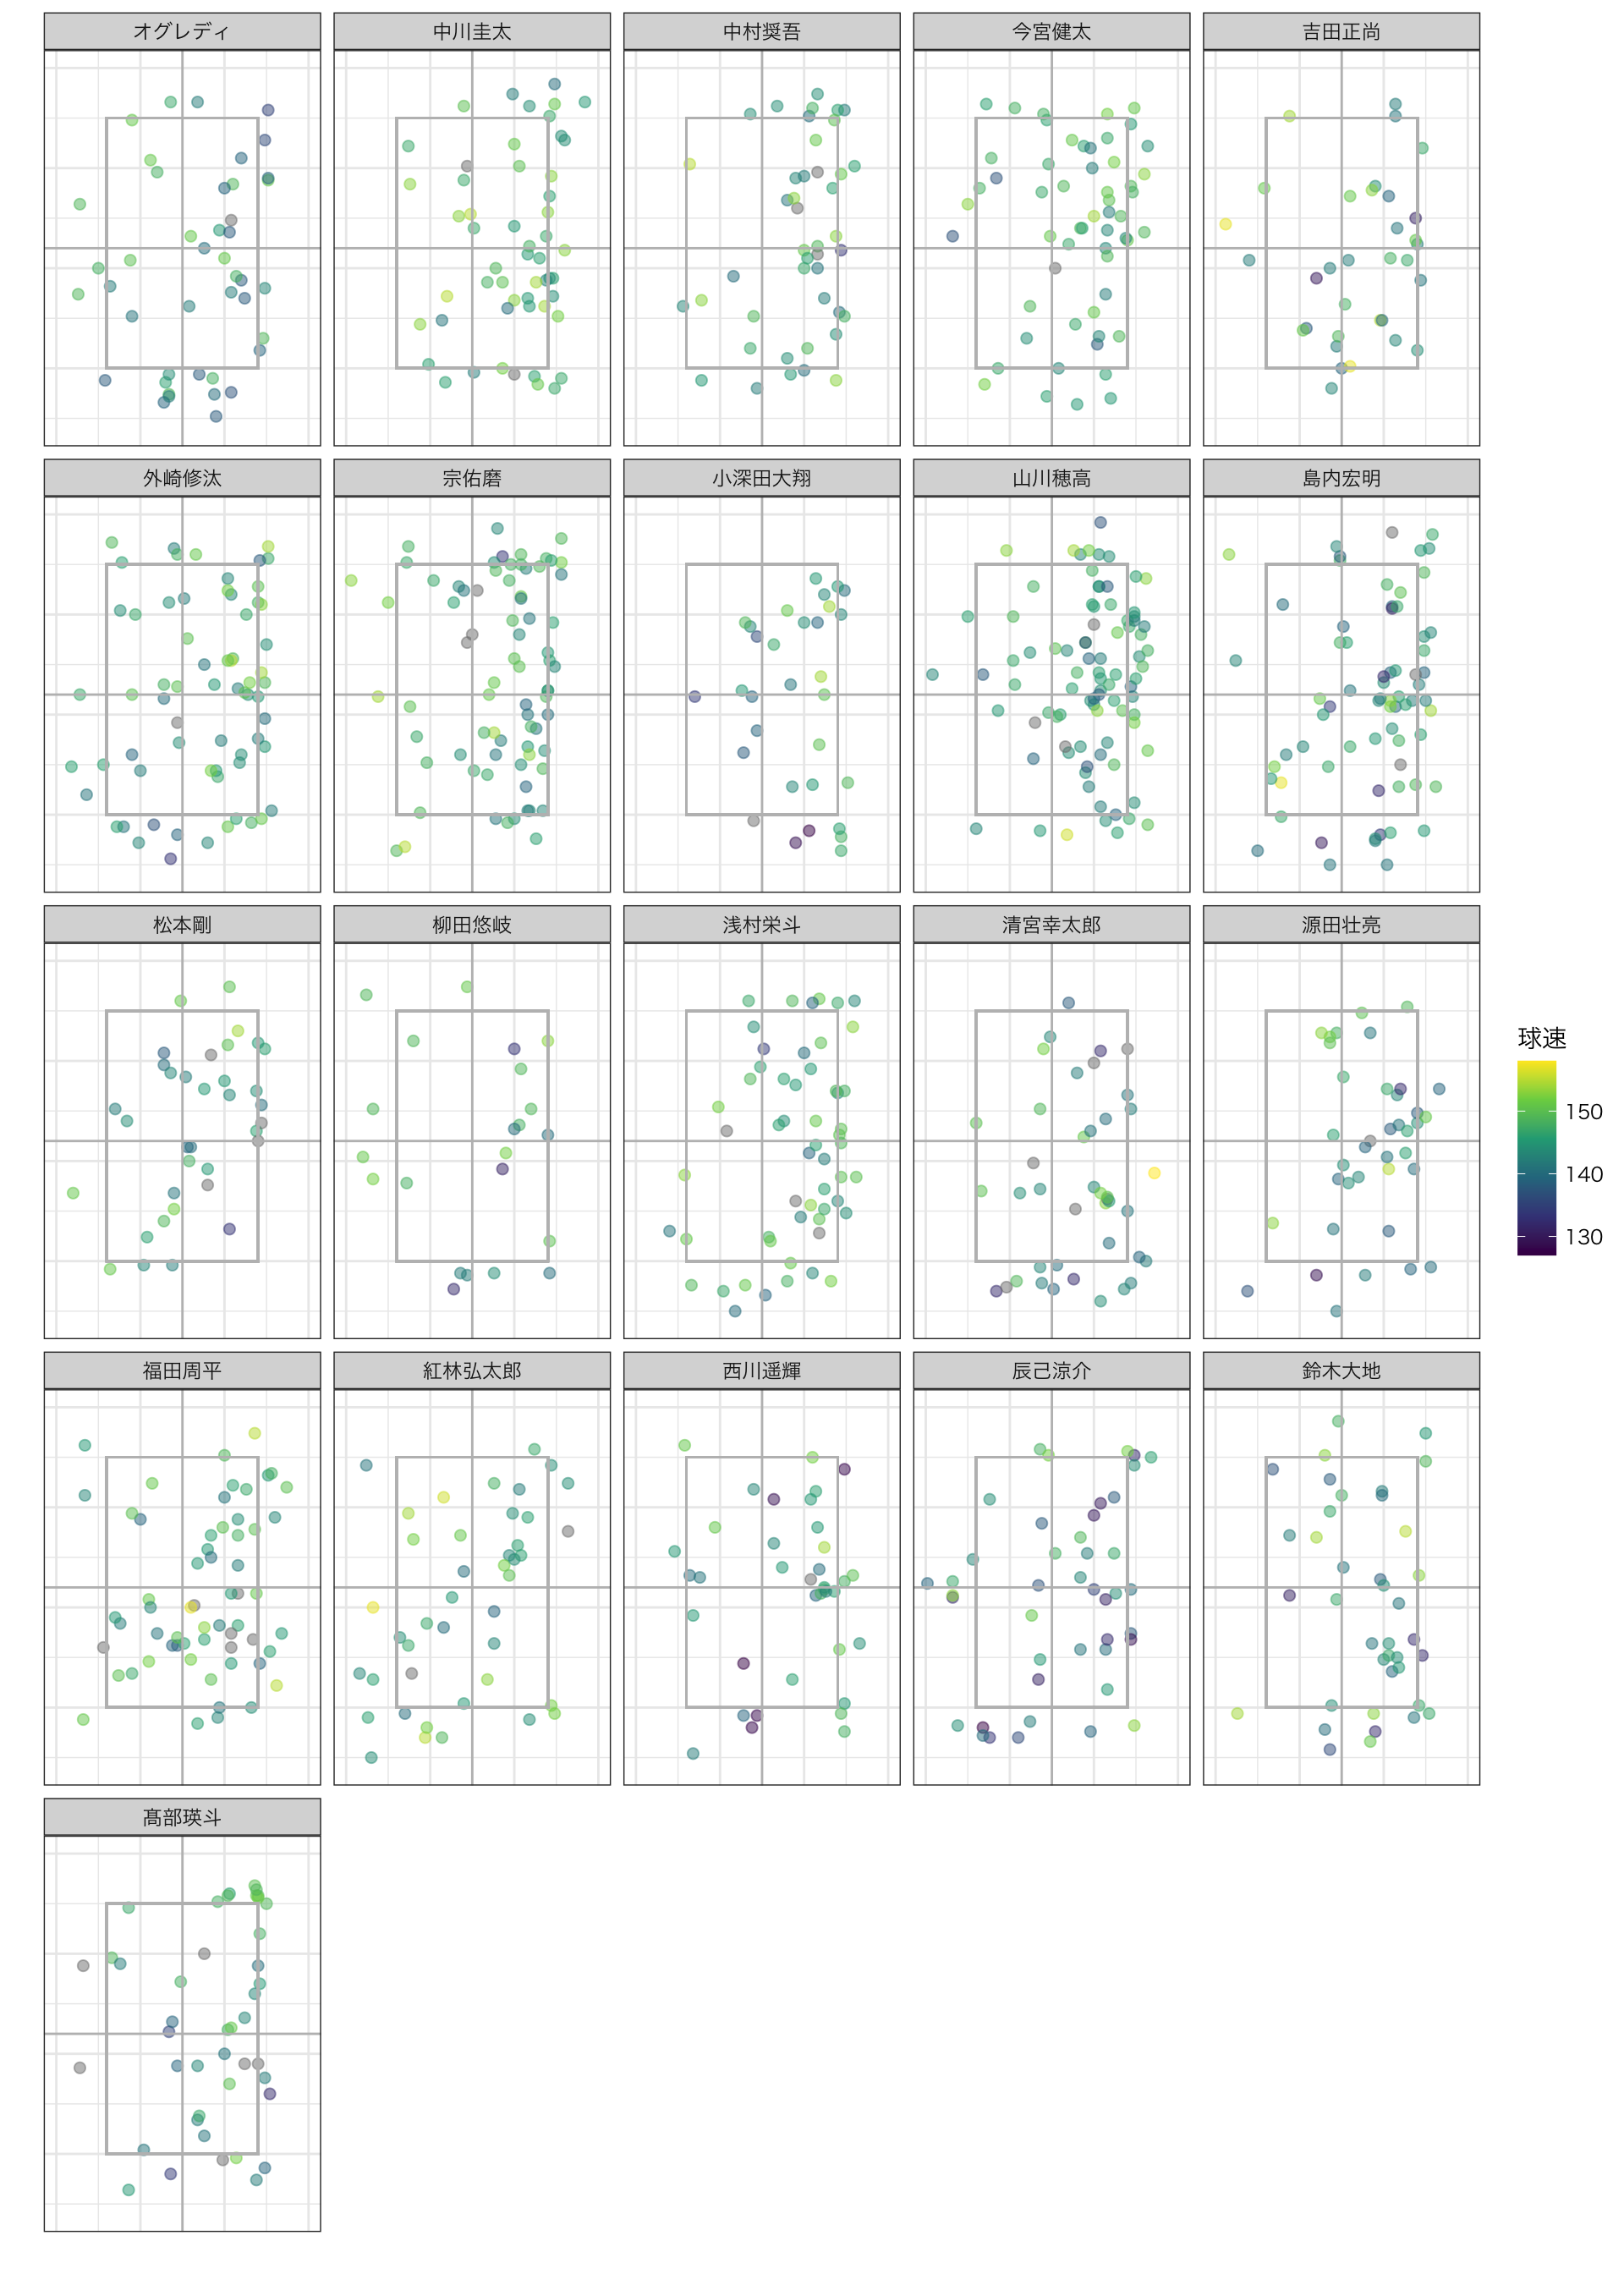 オグレディ
中川圭太
中村奨吾
今宮健太
吉田正尚
外崎修汰
宗佑磨
小深田大翔
山川穂高
島内宏明
松本剛
柳田悠岐
浅村栄斗
清宮幸太郎
源田壮亮
球速
150
140
130
福田周平
紅林弘太郎
西川遥輝
辰己涼介
鈴木大地
髙部瑛斗